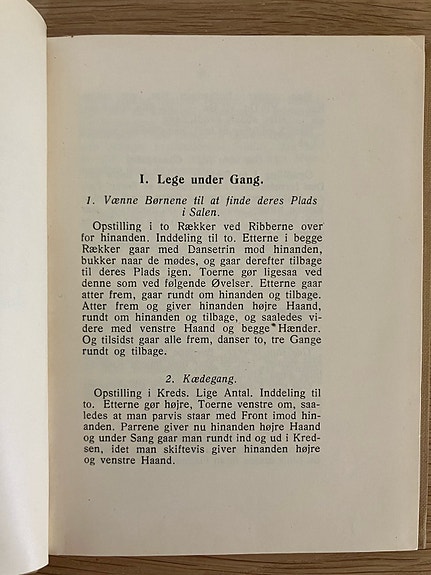 I. Lege under Gang.
1. Vænne Børnene til at finde deres Plads
i Salen.
Opstilling i to Rækker ved Ribberne over
for hinanden. Inddeling til to. Etterne i begge
Rækker gaar med Dansetrin mod hinanden,
bukker naar de mødes, og gaar derefter tilbage
til deres Plads igen. Toerne gør ligesaa ved
denne som ved følgende Øvelser. Etterne gaar
atter frem, gaar rundt om hinanden og tilbage.
Atter frem og giver hinanden højre Haand,
rundt om hinanden og tilbage, og saaledes vi-
dere med venstre Haand og begge Hænder.
Og tilsidst gaar alle frem, danser to, tre Gange
rundt og tilbage.
2. Kædegang.
Opstilling i Kreds. Lige Antal. Inddeling til
to. Etterne gør højre, Toerne venstre om, saa-
ledes at man parvis staar med Front imod hin-
anden. Parrene giver nu hinanden højre Haand
og under Sang gaar man rundt ind og ud i Kred-
sen, idet man skiftevis giver hinanden højre
og venstre Haand.